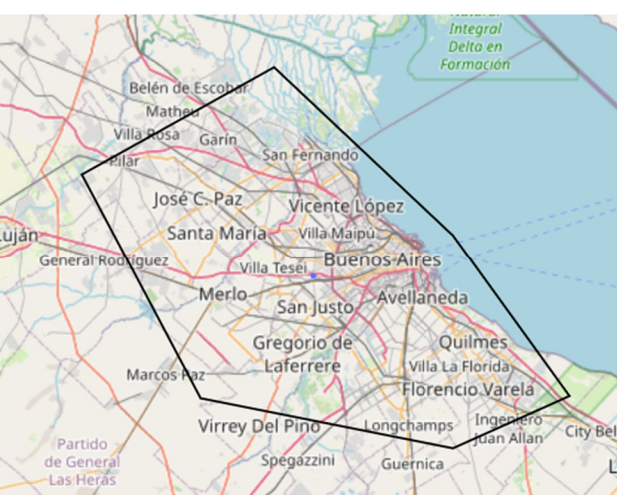 Natural
Integral
Delta en
Formación
Belén de Escobar
Matheu
Villa Rosa
Garín
Pilar
San Fernando
José C. Paz
Vicente López
Santa María
Villa Maipú
Luján
General Rodríguez
Villa Tesei
Buenos Aires
Merlo
San Justo
Avellaneda
Gregorio de
Laferrere
Quilmes
Marcos Paz
Villa La Florida
Florencio Varela
Virrey Del Pino
Longchamps
Ingeniero
Juan Allan
City Bel
Partido
de General
Las Heras
Spegazzini
Guernica
L